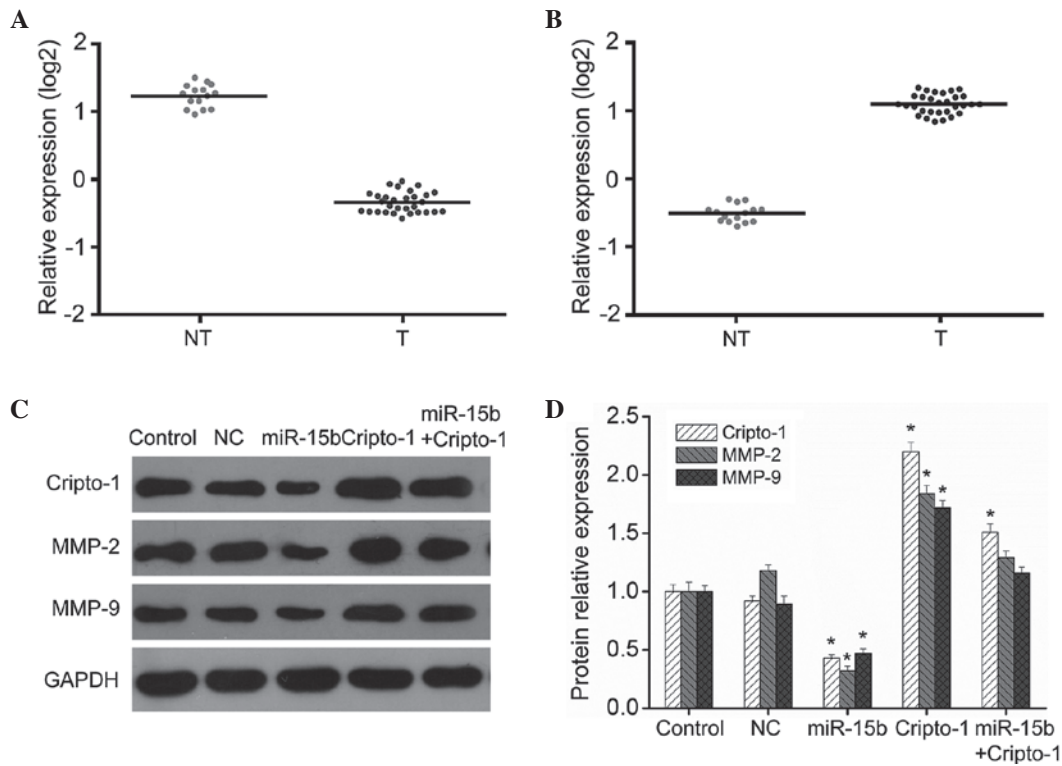 A
Relative expression (log2)
2
1
0
-1
-2
NT
T
B
Relative expression (log2)
2
1
0
-1
-2
NT
T
C
Control NC miR-15b Cripto-1 miR-15b
+Cripto-1
Cripto-1
MMP-2
MMP-9
GAPDH
D
Protein relative expression
2.5
2.0
1.5
1.0
0.5
0.0
Cripto-1
MMP-2
MMP-9
* * *
* * *
*
Control NC miR-15b Cripto-1 miR-15b
+Cripto-1